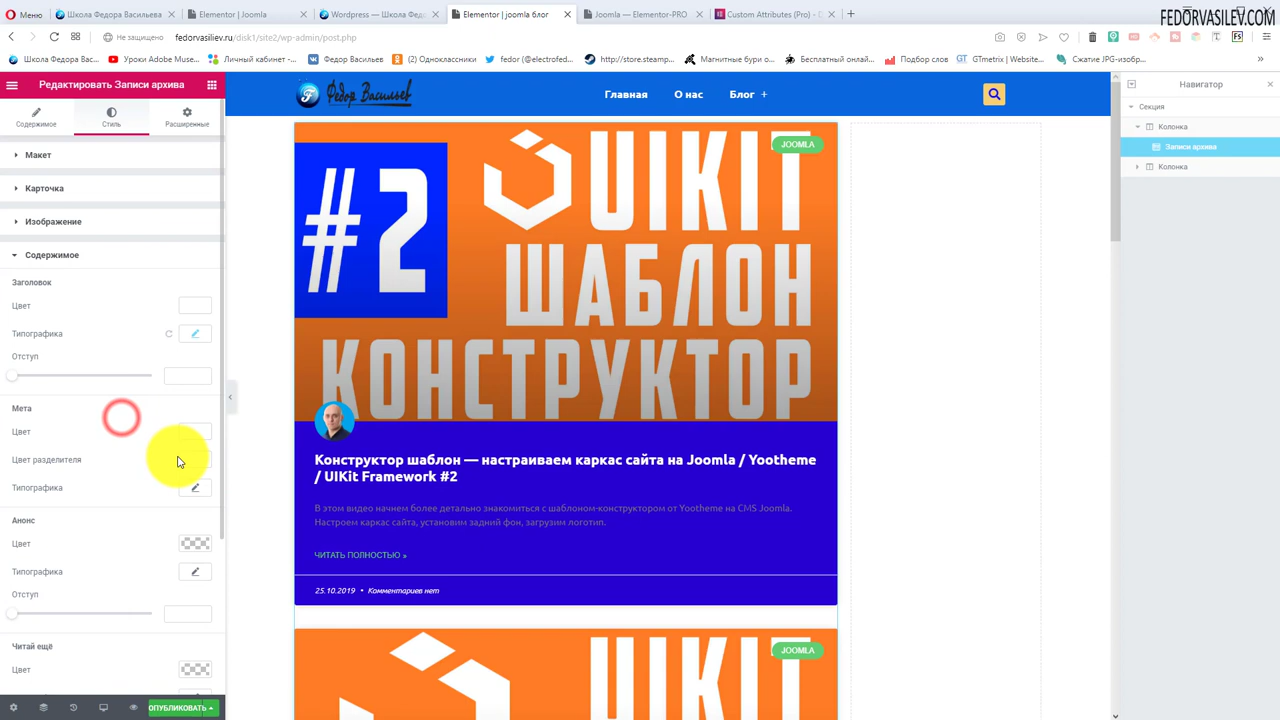 Меню
Школа Федора Васильева
Elementor | Joomla
Wordpress — Школа Федо
Elementor | joomla блог
Joomla — Elementor-PRO
Custom Attributes (Pro) - D
FEDORVASILEV.COM
Не защищено
fedorvasiliev.ru/disk1/site2/wp-admin/post.php
Школа Федора Вас...
Уроки Adobe Muse...
Личный кабинет -...
Федор Васильев
(2) Одноклассники
fedor (@electrofed...
http://store.steamp...
Магнитные бури о...
Бесплатный онлай...
Подбор слов
GTmetrix | Website...
Сжатие JPG-изобр...
Редактировать Записи архива
Содержимое
Стиль
Расширенные
Макет
Карточка
Изображение
Содержимое
Заголовок
Цвет
Типографика
Отступ
Мета
Цвет
Цвет разделителя
Типографика
Анонс
Цвет
Типографика
Отступ
Читай ещё
Цвет
ОПУБЛИКОВАТЬ
Федор Васильев
Главная
О нас
Блог +
JOOMLA
#2
UIKIT
ШАБЛОН
КОНСТРУКТОР
Конструктор шаблон — настраиваем каркас сайта на Joomla / Yootheme
/ UIKit Framework #2
В этом видео начнем более детально знакомиться с шаблоном-конструктором от Yootheme на CMS Joomla.
Настроем каркас сайта, установим задний фон, загрузим логотип.
ЧИТАТЬ ПОЛНОСТЬЮ »
25.10.2019 • Комментариев нет
JOOMLA
UIKIT
Навигатор
Секция
Колонка
Записи архива
Колонка